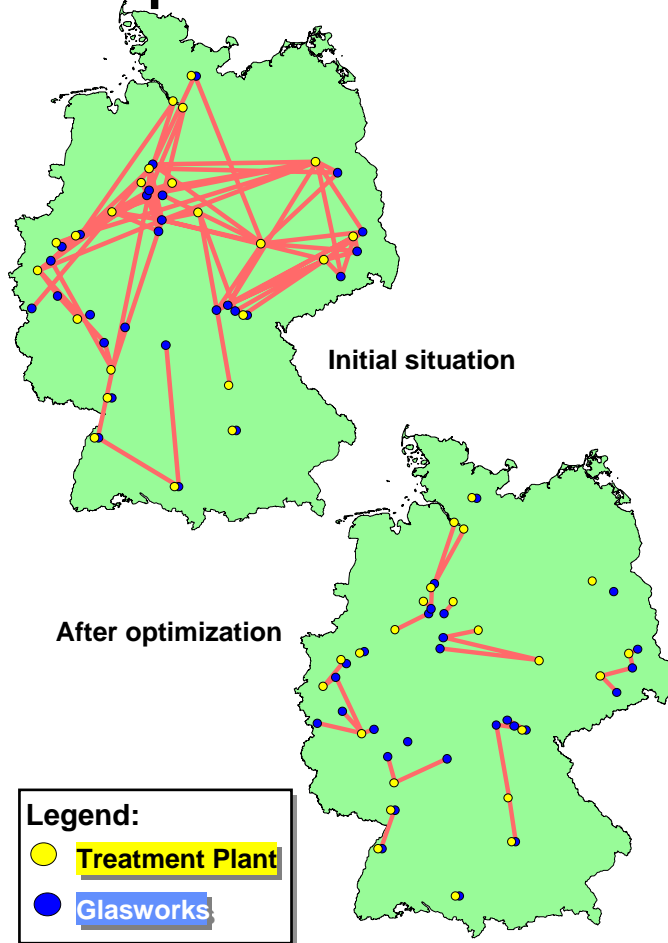 Initial situation
After optimization
Legend:
Treatment Plant
Glasworks